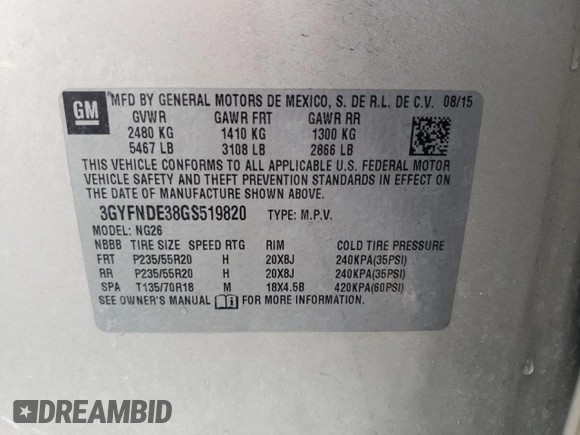 GM
MFD BY GENERAL MOTORS DE MEXICO, S. DE R.L. DE C.V. 08/15
GVWR GAWR FRT GAWR RR
2480 KG 1410 KG 1300 KG
5467 LB 3108 LB 2866 LB
THIS VEHICLE CONFORMS TO ALL APPLICABLE U.S. FEDERAL MOTOR
VEHICLE SAFETY AND THEFT PREVENTION STANDARDS IN EFFECT ON
THE DATE OF MANUFACTURE SHOWN ABOVE.
3GYFNDE38GS519820 TYPE: M.P.V.
MODEL: NG26
NBBB TIRE SIZE SPEED RTG RIM COLD TIRE PRESSURE
FRT P235/55R20 H 20X8J 240KPA(35PSI)
RR P235/55R20 H 20X8J 240KPA(35PSI)
SPA T135/70R18 M 18X4.5B 420KPA(60PSI)
SEE OWNER'S MANUAL FOR MORE INFORMATION.
DREAMBID